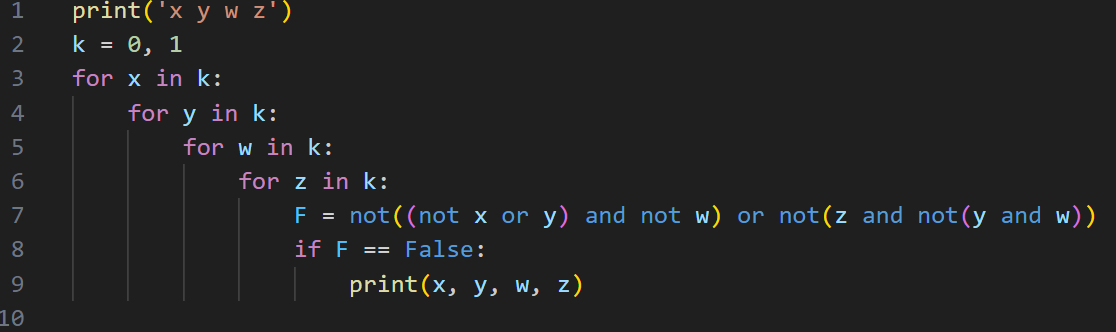 1 print('x y w z')
2 k = 0, 1
3 for x in k:
4     for y in k:
5         for w in k:
6             for z in k:
7                 F = not((not x or y) and not w) or not(z and not(y and w))
8                 if F == False:
9                     print(x, y, w, z)
10